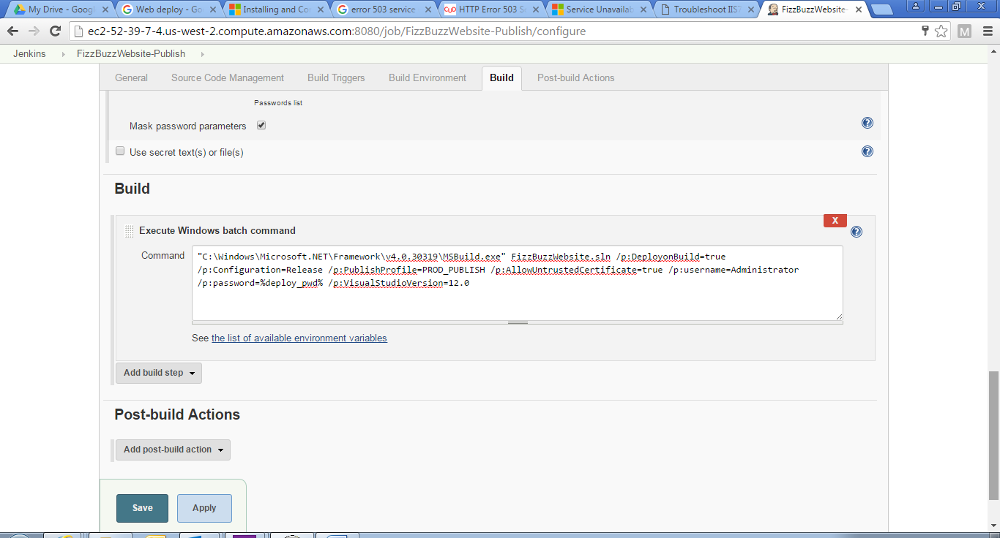 My Drive - Googl
Web deploy - Go
Installing and Co
error 503 service
HTTP Error 503 S
Service Unavailab
Troubleshoot IIS7
FizzBuzzWebsite-
ec2-52-39-7-4.us-west-2.compute.amazonaws.com:8080/job/FizzBuzzWebsite-Publish/configure
M
Jenkins
FizzBuzzWebsite-Publish
General
Source Code Management
Build Triggers
Build Environment
Build
Post-build Actions
Passwords list
Mask password parameters
Use secret text(s) or file(s)
Build
X
Execute Windows batch command
Command
"C:\Windows\Microsoft.NET\Framework\v4.0.30319\MSBuild.exe" FizzBuzzWebsite.sln /p:DeployonBuild=true
/p:Configuration=Release /p:PublishProfile=PROD_PUBLISH /p:AllowUntrustedCertificate=true /p:username=Administrator
/p:password=%deploy_pwd% /p:VisualStudioVersion=12.0
See the list of available environment variables
Add build step
Post-build Actions
Add post-build action
Save
Apply